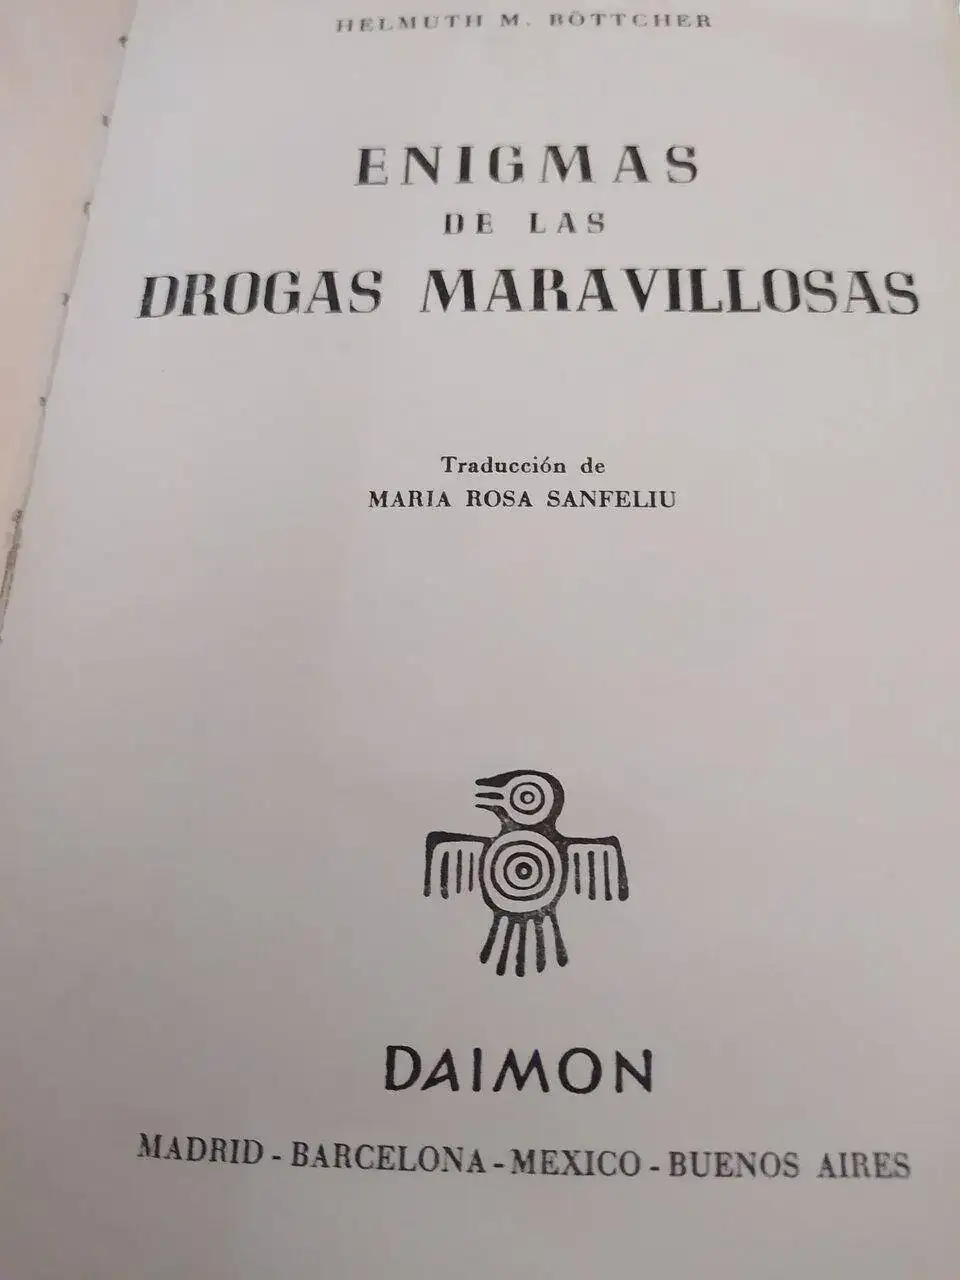 HELMUTH M. BÖTTCHER
ENIGMAS
DE LAS
DROGAS MARAVILLOSAS
Traducción de
MARIA ROSA SANFELIU
DAIMON
MADRID - BARCELONA - MEXICO - BUENOS AIRES